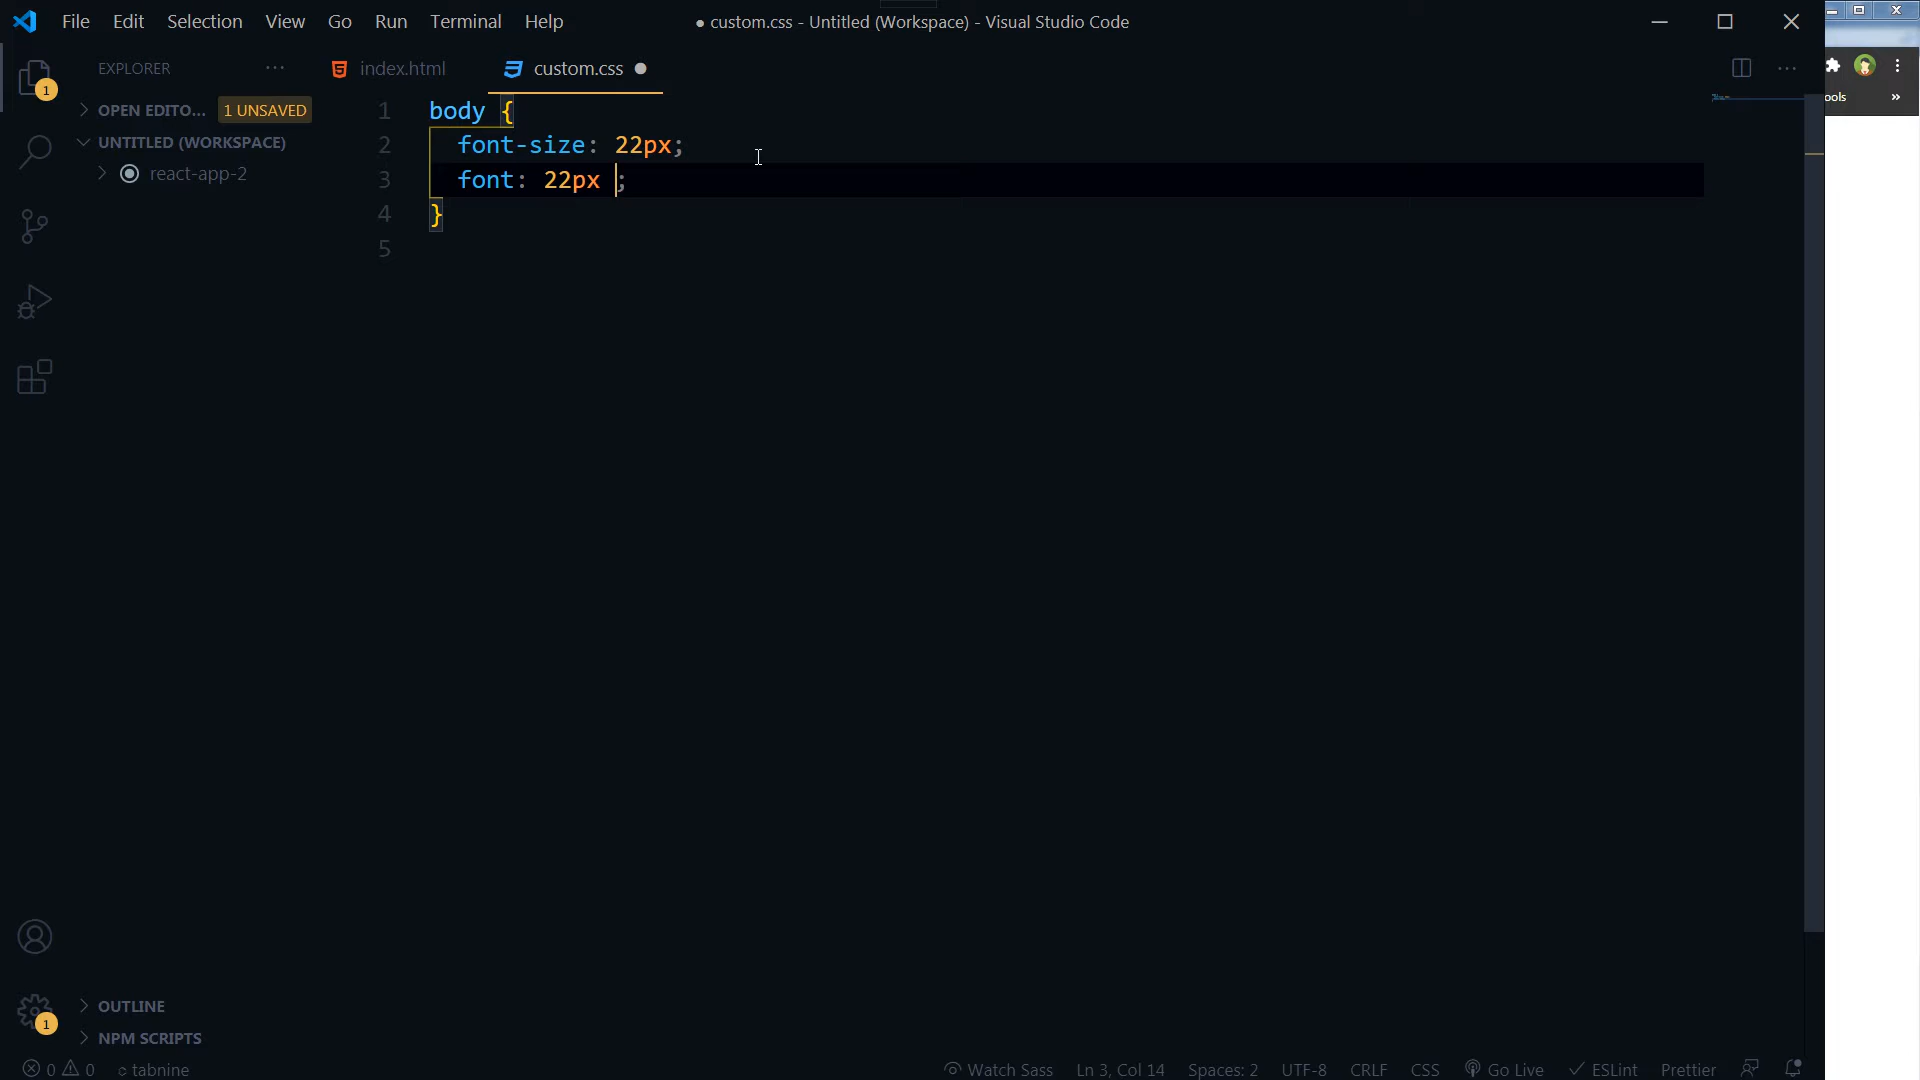 File Edit Selection View Go Run Terminal Help
● custom.css - Untitled (Workspace) - Visual Studio Code
EXPLORER ···
index.html
custom.css ●
OPEN EDITO... 1 UNSAVED
UNTITLED (WORKSPACE)
react-app-2
1 body {
2 font-size: 22px;
3 font: 22px ;
4 }
5
1
ools »
OUTLINE
NPM SCRIPTS
1
0 0 tabnine
Watch Sass Ln 3, Col 14 Spaces: 2 UTF-8 CRLF CSS Go Live ESLint Prettier